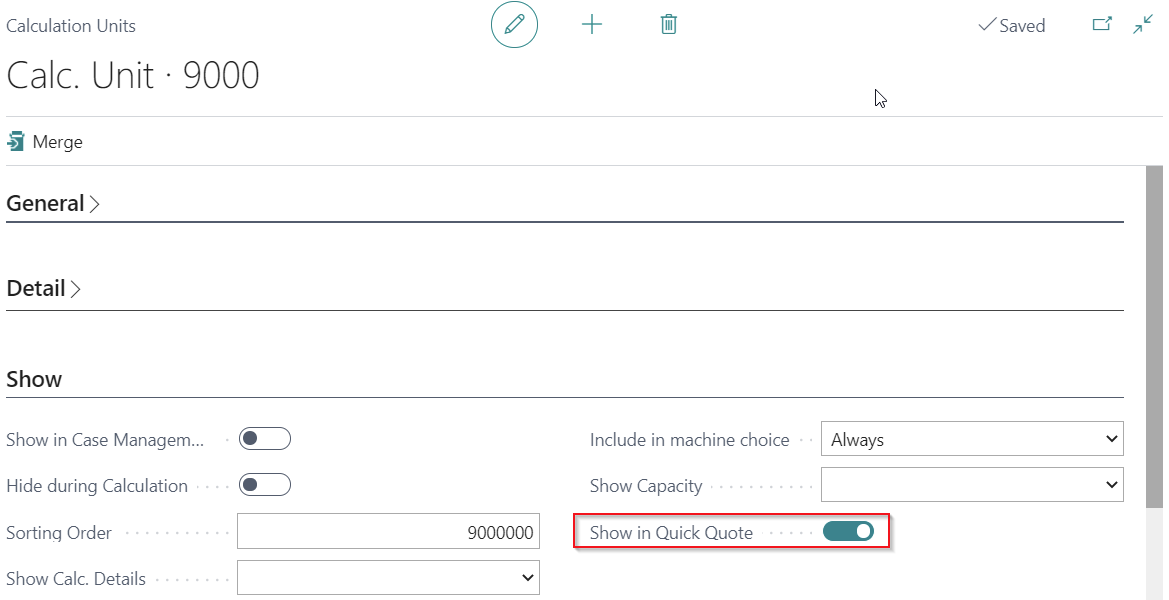 Calculation Units
Saved
Calc. Unit · 9000
Merge
General
Detail
Show
Show in Case Managem...
Include in machine choice
Always
Hide during Calculation
Show Capacity
Sorting Order
9000000
Show in Quick Quote
Show Calc. Details